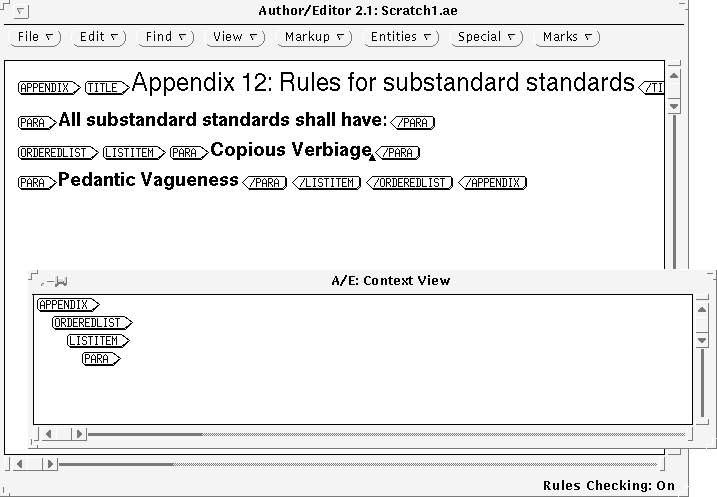 Author/Editor 2.1: Scratch1.ae
File Edit Find View Markup Entities Special Marks
APPENDIX TITLE Appendix 12: Rules for substandard standards /TI
PARA All substandard standards shall have: /PARA
ORDEREDLIST LISTITEM PARA Copious Verbiage /PARA
PARA Pedantic Vagueness /PARA /LISTITEM /ORDEREDLIST /APPENDIX
A/E: Context View
APPENDIX
ORDEREDLIST
LISTITEM
PARA
Rules Checking: On